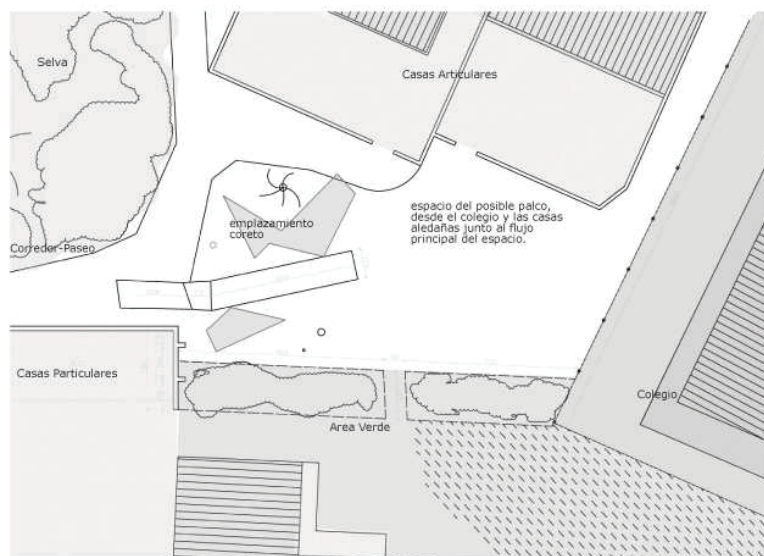 Selva
Casas Articulares
espacio del posible palco,
desde el colegio y las casas
aledañas junto al flujo
principal del espacio.
emplazamiento
coreto
Corredor-Paseo
Casas Particulares
Colegio
Area Verde